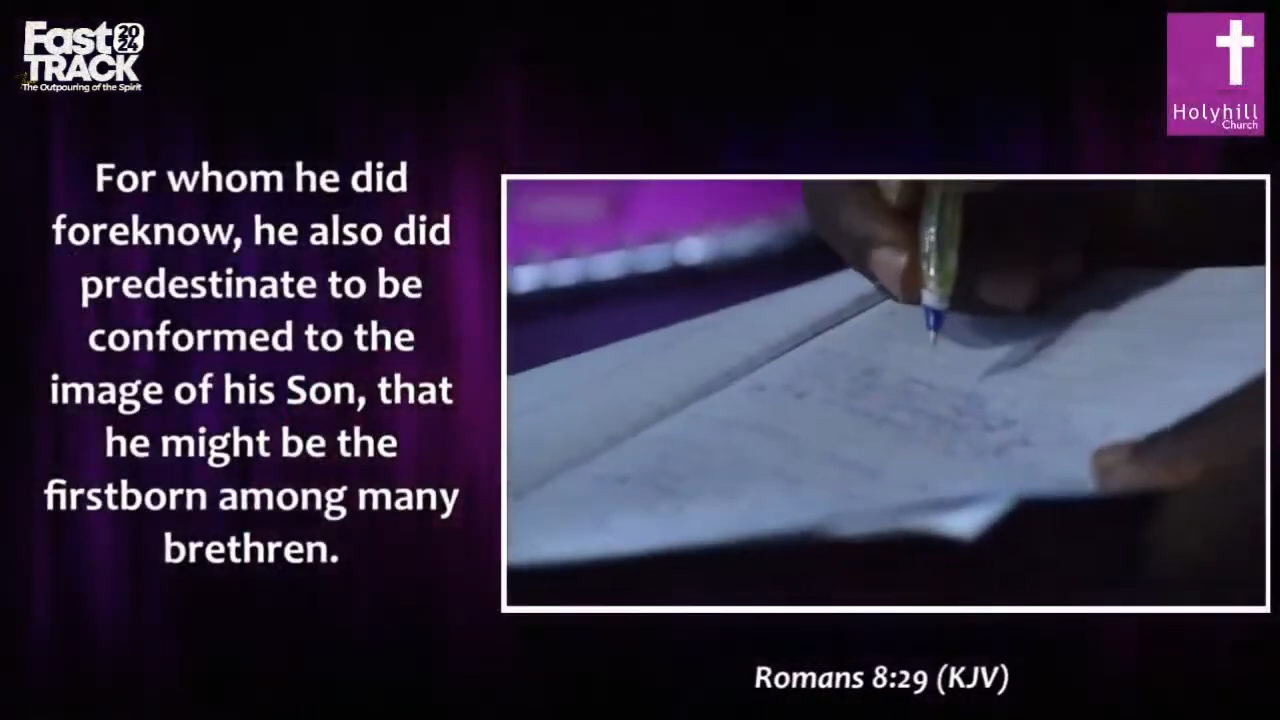 Fast 2024
TRACK
The Outpouring of the Spirit
Holyhill
Church
For whom he did
foreknow, he also did
predestinate to be
conformed to the
image of his Son, that
he might be the
firstborn among many
brethren.
Romans 8:29 (KJV)